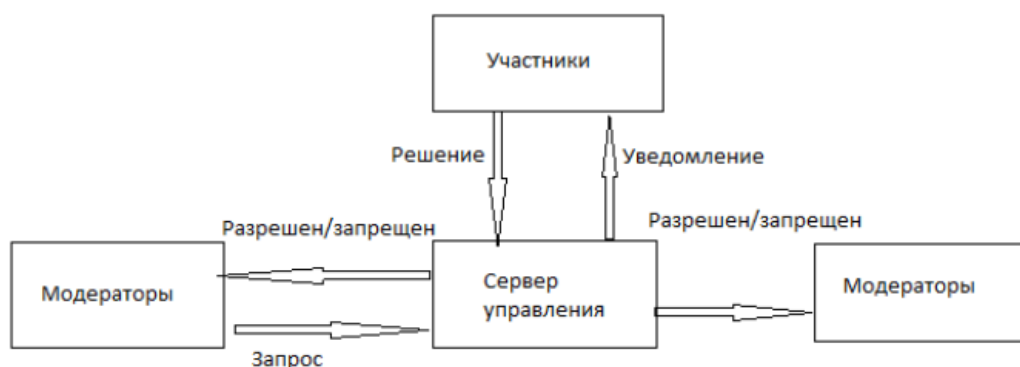 Участники
Решение
Уведомление
Разрешен/запрещен
Разрешен/запрещен
Модераторы
Сервер
управления
Модераторы
Запрос